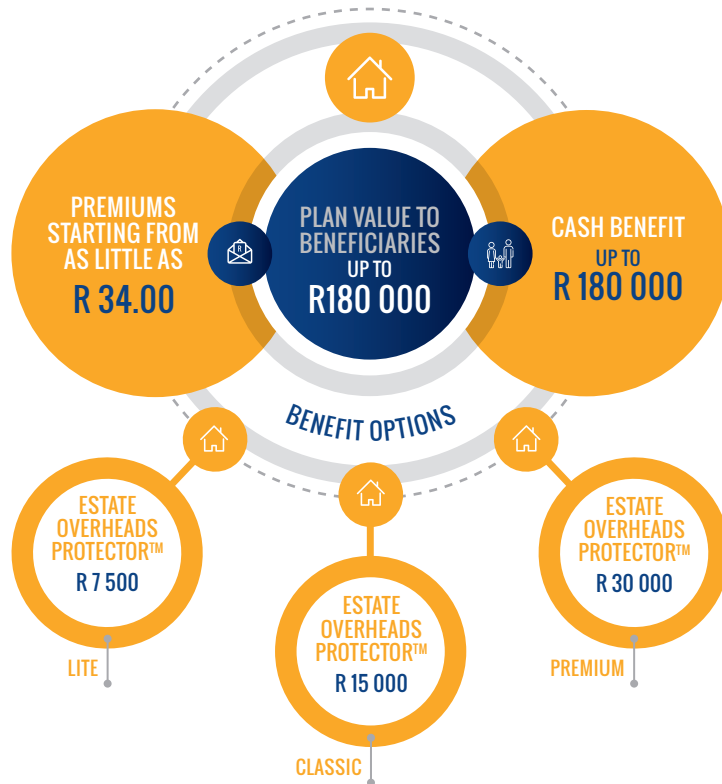 PREMIUMS
STARTING FROM
AS LITTLE AS
R 34.00
R
PLAN VALUE TO
BENEFICIARIES
UP TO
R180 000
CASH BENEFIT
UP TO
R 180 000
BENEFIT OPTIONS
ESTATE
OVERHEADS
PROTECTOR™
R 7 500
LITE
ESTATE
OVERHEADS
PROTECTOR™
R 15 000
CLASSIC
ESTATE
OVERHEADS
PROTECTOR™
R 30 000
PREMIUM